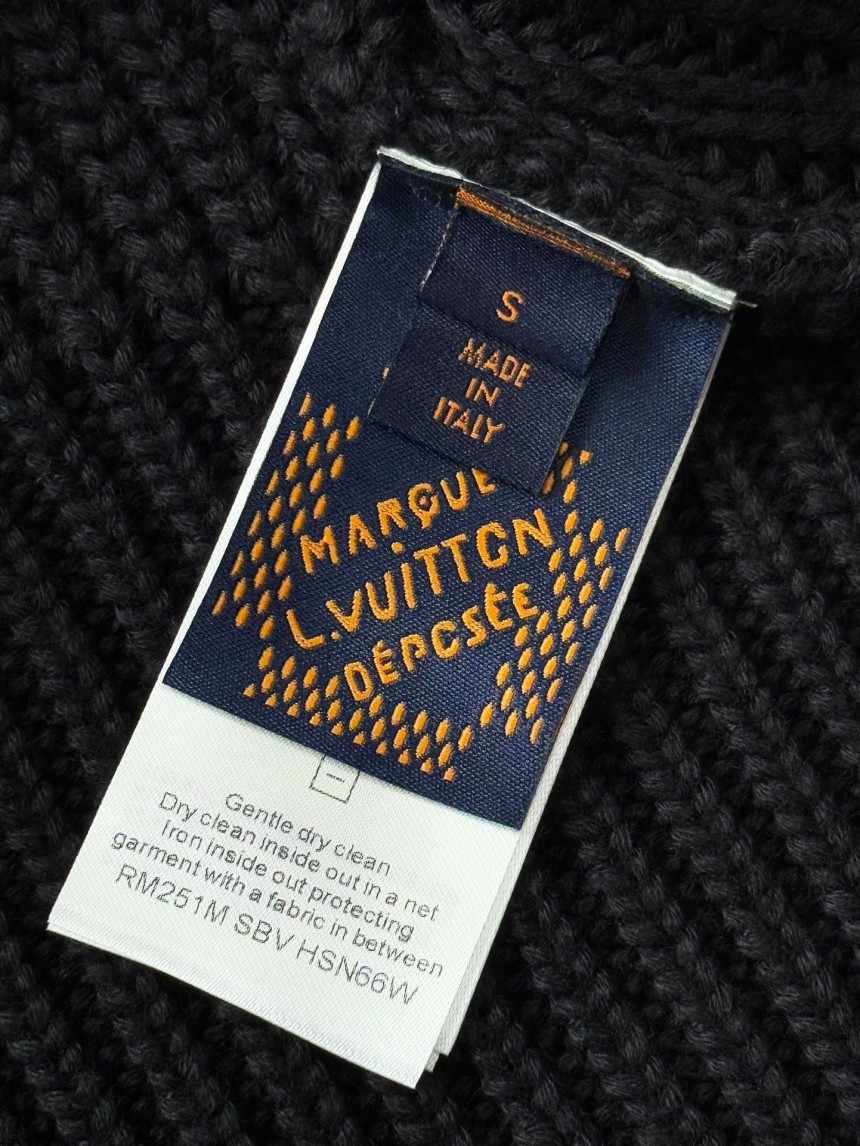 S
MADE
IN
ITALY
MARQUE
L.VUITTON
DÉPOSÉE
Gentle dry clean
Dry clean inside out in a net
Iron inside out protecting
garment with a fabric in between
RM251M SBV HSN66W